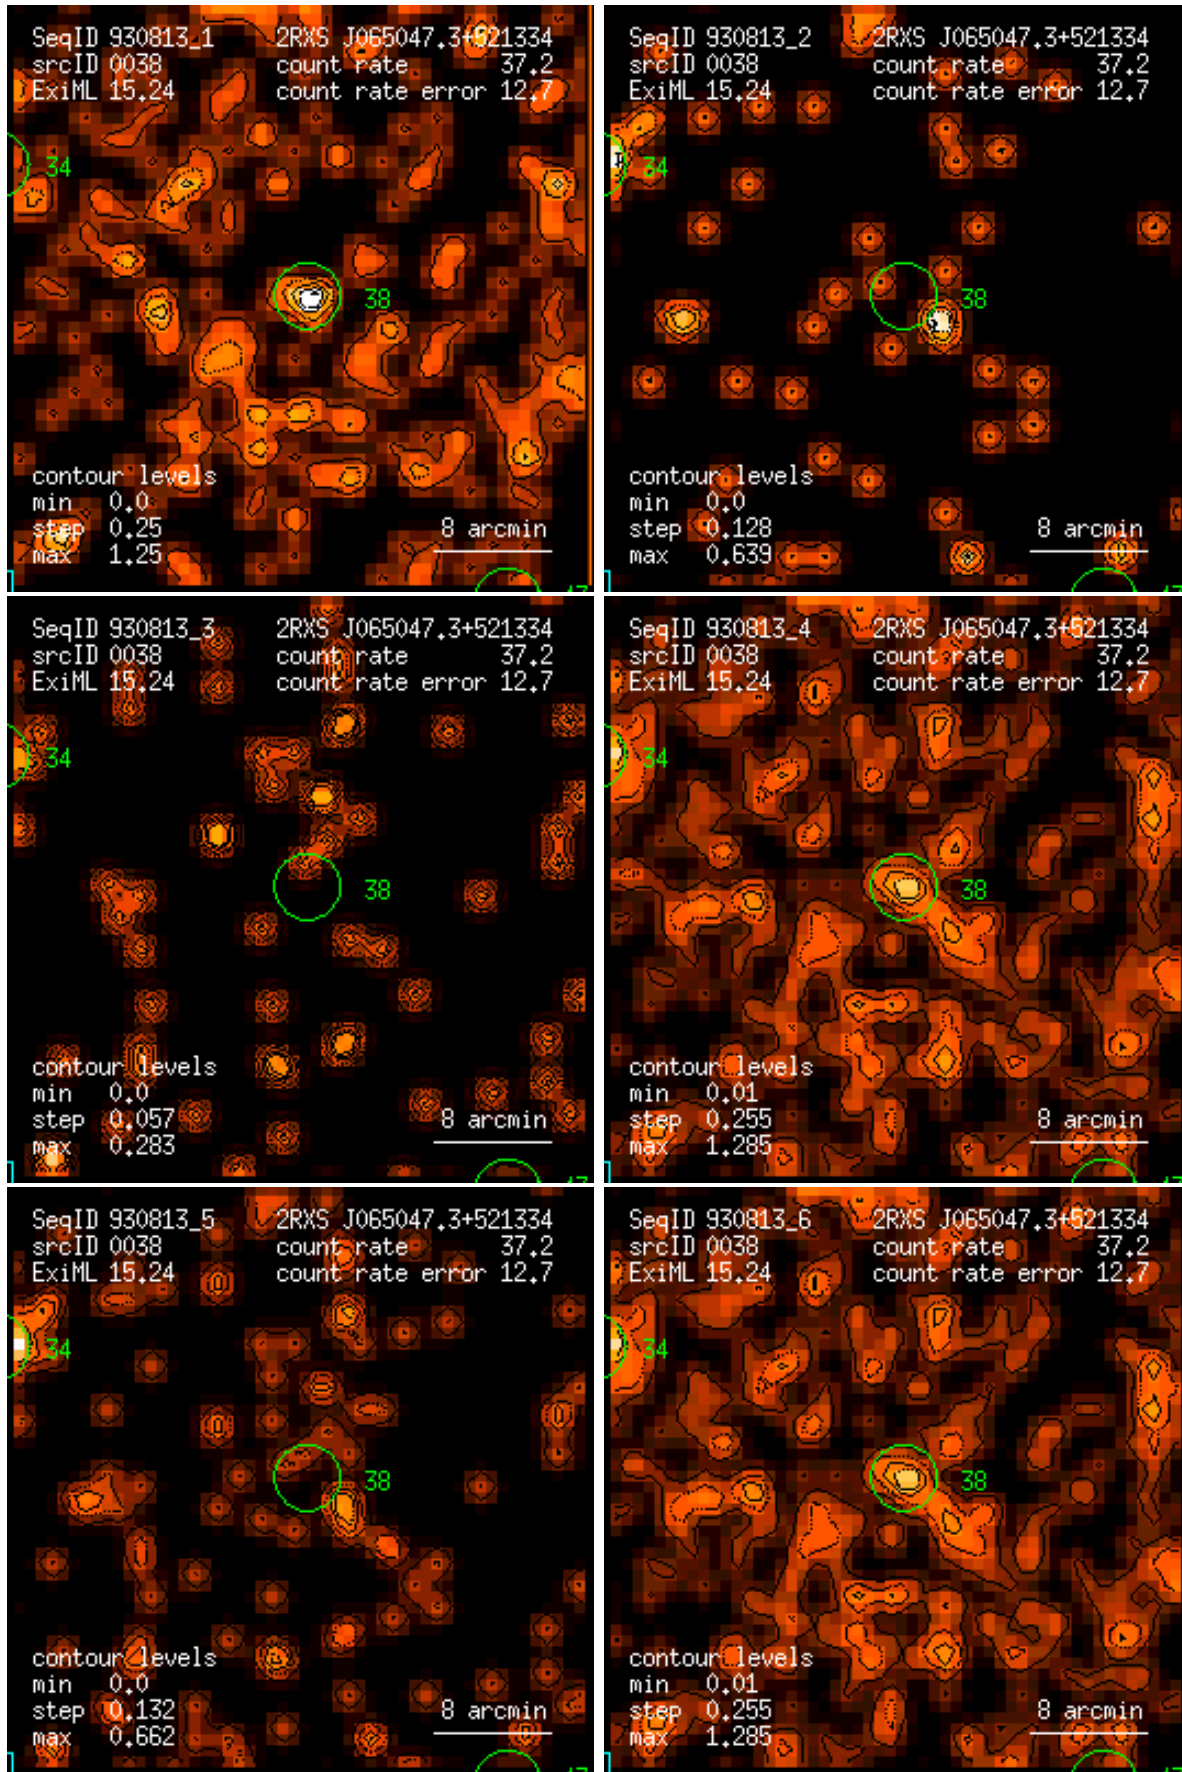 SeqID 930813_1 2RXS J065047.3+521334
srcID 0038 count rate 37.2
ExiML 15.24 count rate error 12.7
34
38
contour levels
min 0.0
step 0.25 8 arcmin
max 1.25
SeqID 930813_2 2RXS J065047.3+521334
srcID 0038 count rate 37.2
ExiML 15.24 count rate error 12.7
34
38
contour levels
min 0.0
step 0.128 8 arcmin
max 0.639
SeqID 930813_3 2RXS J065047.3+521334
srcID 0038 count rate 37.2
ExiML 15.24 count rate error 12.7
34
38
contour levels
min 0.0
step 0.057 8 arcmin
max 0.283
SeqID 930813_4 2RXS J065047.3+521334
srcID 0038 count rate 37.2
ExiML 15.24 count rate error 12.7
34
38
contour levels
min 0.01
step 0.255 8 arcmin
max 1.285
SeqID 930813_5 2RXS J065047.3+521334
srcID 0038 count rate 37.2
ExiML 15.24 count rate error 12.7
34
38
contour levels
min 0.0
step 0.132 8 arcmin
max 0.662
SeqID 930813_6 2RXS J065047.3+521334
srcID 0038 count rate 37.2
ExiML 15.24 count rate error 12.7
34
38
contour levels
min 0.01
step 0.255 8 arcmin
max 1.285